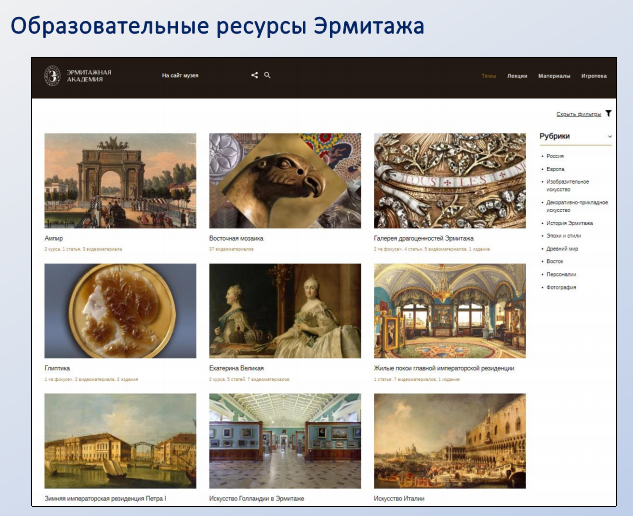 Образовательные ресурсы Эрмитажа
ЭРМИТАЖНАЯ
АКАДЕМИЯ
На сайт музея
Темы Лекции Материалы Игротека
Скрыть фильтры
Рубрики
• Россия
• Европа
• Изобразительное
искусство
• Декоративно-прикладное
искусство
• История Эрмитажа
• Эпохи и стили
• Древний мир
• Восток
• Персоналии
• Фотография
Ампир
2 курса, 1 статья, 3 видеоматериала
Восточная мозаика
37 видеоматериалов
Галерея драгоценностей Эрмитажа
2 «в фокусе», 4 статьи, 5 видеоматериалов, 1 издание
Глиптика
1 «в фокусе», 2 видеоматериала, 2 издания
Екатерина Великая
2 курса, 5 статей, 7 видеоматериалов
Жилые покои главной императорской резиденции
1 статья, 7 видеоматериалов, 1 издание
Зимняя императорская резиденция Петра I
Искусство Голландии в Эрмитаже
Искусство Италии